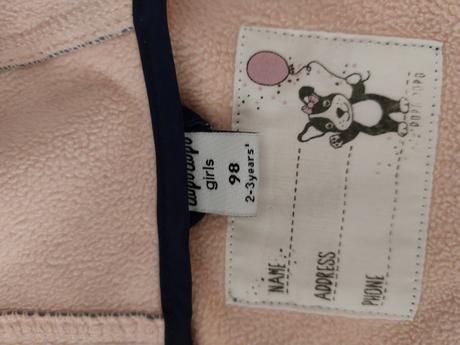 girls
98
2-3years'
NAME
ADDRESS
PHONE